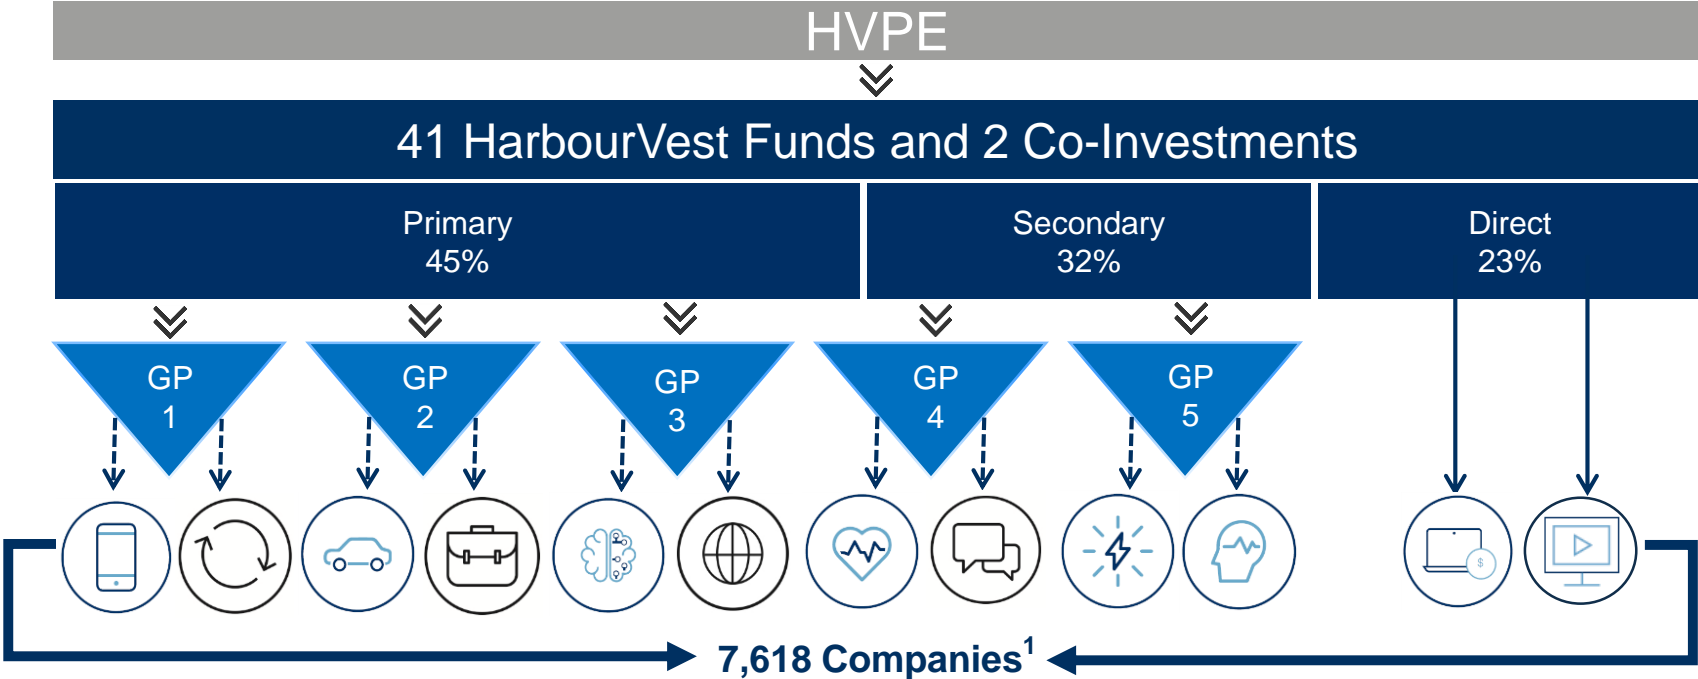 HVPE
41 HarbourVest Funds and 2 Co-Investments
Primary
45%
Secondary
32%
Direct
23%
GP
1
GP
2
GP
3
GP
4
GP
5
$
7,618 Companies¹